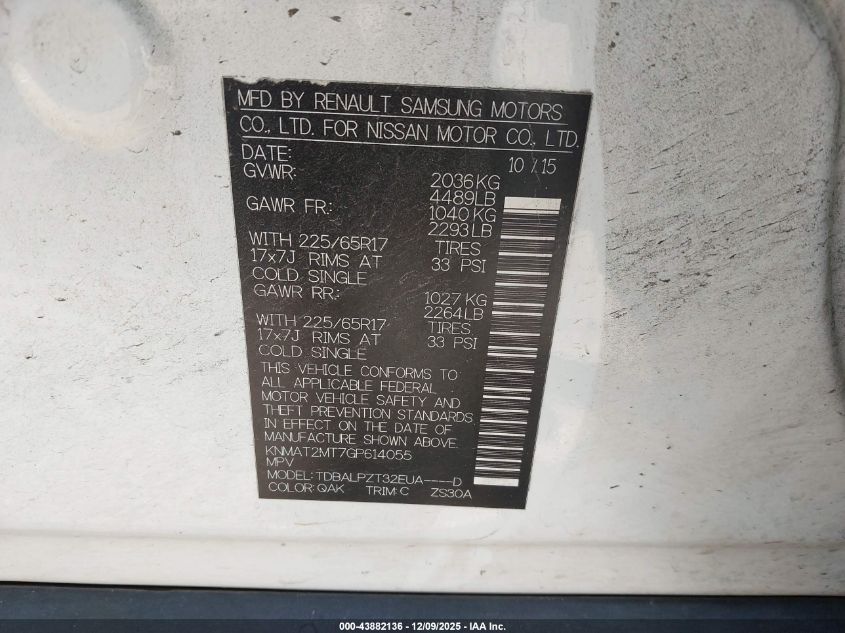 MFD BY RENAULT SAMSUNG MOTORS
CO., LTD. FOR NISSAN MOTOR CO., LTD.
DATE: 10 / 15
GVWR: 2036KG
4489LB
GAWR FR: 1040KG
2293LB
WITH 225/65R17 TIRES
17x7J RIMS AT 33 PSI
COLD SINGLE
GAWR RR: 1027KG
2264LB
WITH 225/65R17 TIRES
17x7J RIMS AT 33 PSI
COLD SINGLE
THIS VEHICLE CONFORMS TO
ALL APPLICABLE FEDERAL
MOTOR VEHICLE SAFETY AND
THEFT PREVENTION STANDARDS
IN EFFECT ON THE DATE OF
MANUFACTURE SHOWN ABOVE.
KNMAT2MT7GP614055
MPV
MODEL: TDBALPZT32EUA----D
COLOR: QAK TRIM: C ZS30A
000-43882136 - 12/09/2025 - IAA Inc.